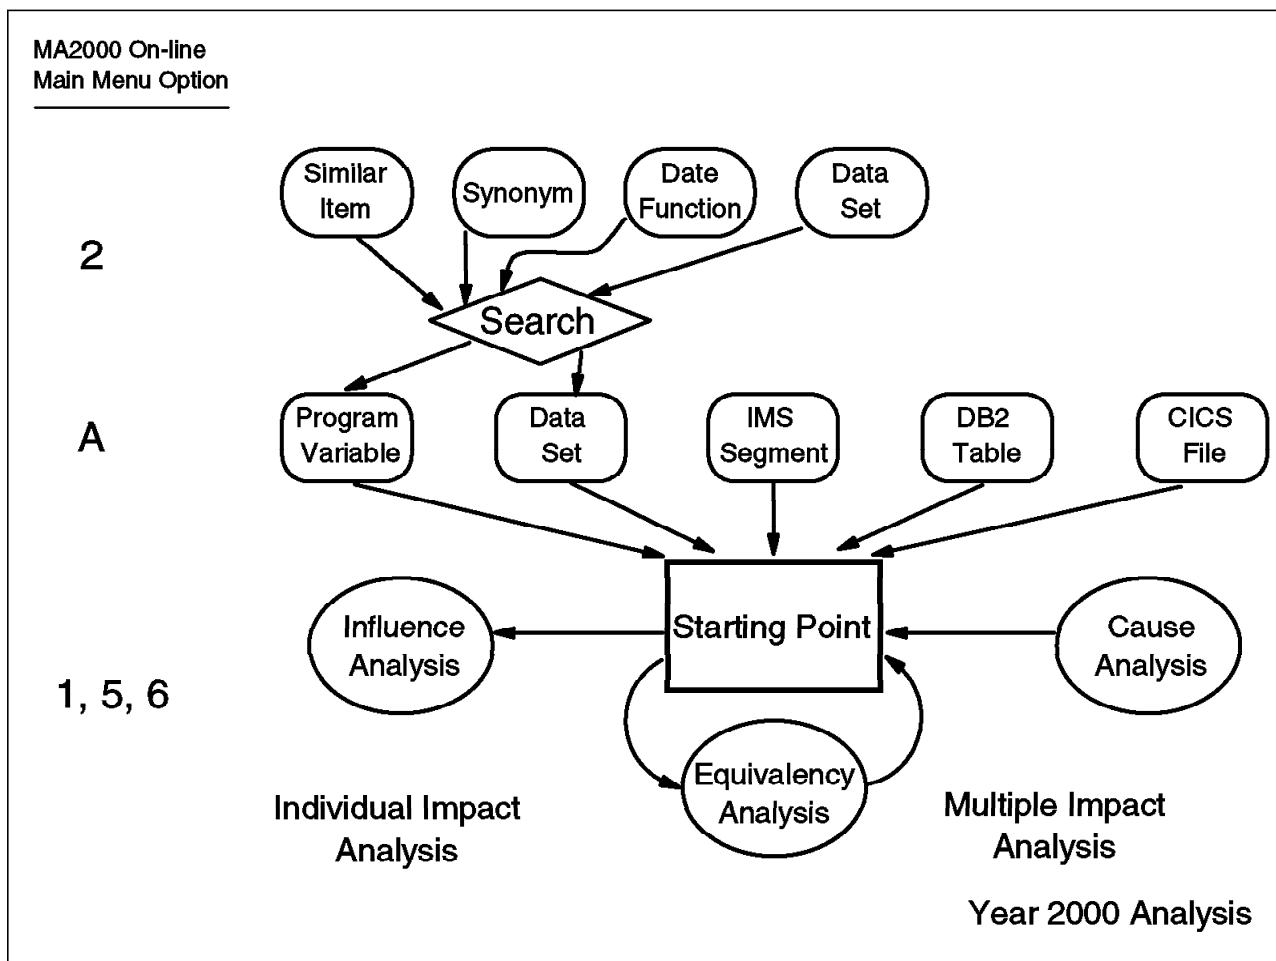 MA2000 On-line
Main Menu Option
Similar
Item
Synonym
Date
Function
Data
Set
2
Search
A
Program
Variable
Data
Set
IMS
Segment
DB2
Table
CICS
File
Influence
Analysis
Starting Point
Cause
Analysis
1, 5, 6
Equivalency
Analysis
Individual Impact
Analysis
Multiple Impact
Analysis
Year 2000 Analysis